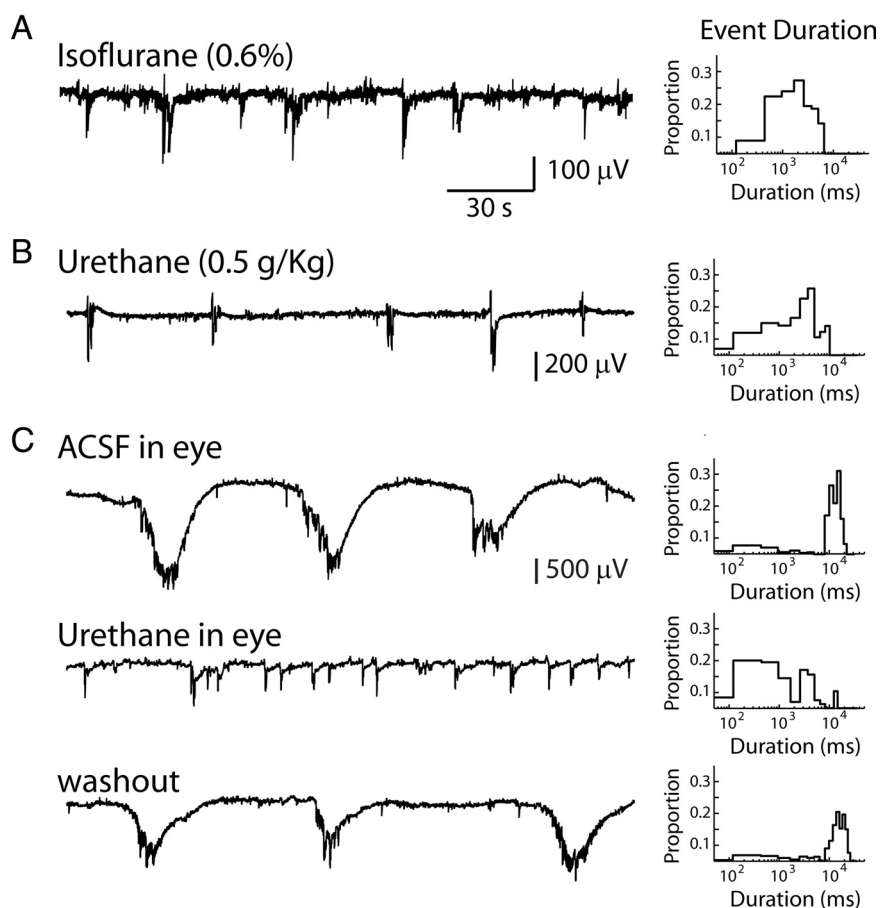 A
Isoflurane (0.6%)
100 µV
30 s
Event Duration
Proportion
0.3
0.2
0.1
10² 10³ 10⁴
Duration (ms)
B
Urethane (0.5 g/Kg)
200 µV
Proportion
0.3
0.2
0.1
10² 10³ 10⁴
Duration (ms)
C
ACSF in eye
500 µV
Proportion
0.3
0.2
0.1
10² 10³ 10⁴
Duration (ms)
Urethane in eye
Proportion
0.3
0.2
0.1
10² 10³ 10⁴
Duration (ms)
washout
Proportion
0.3
0.2
0.1
10² 10³ 10⁴
Duration (ms)